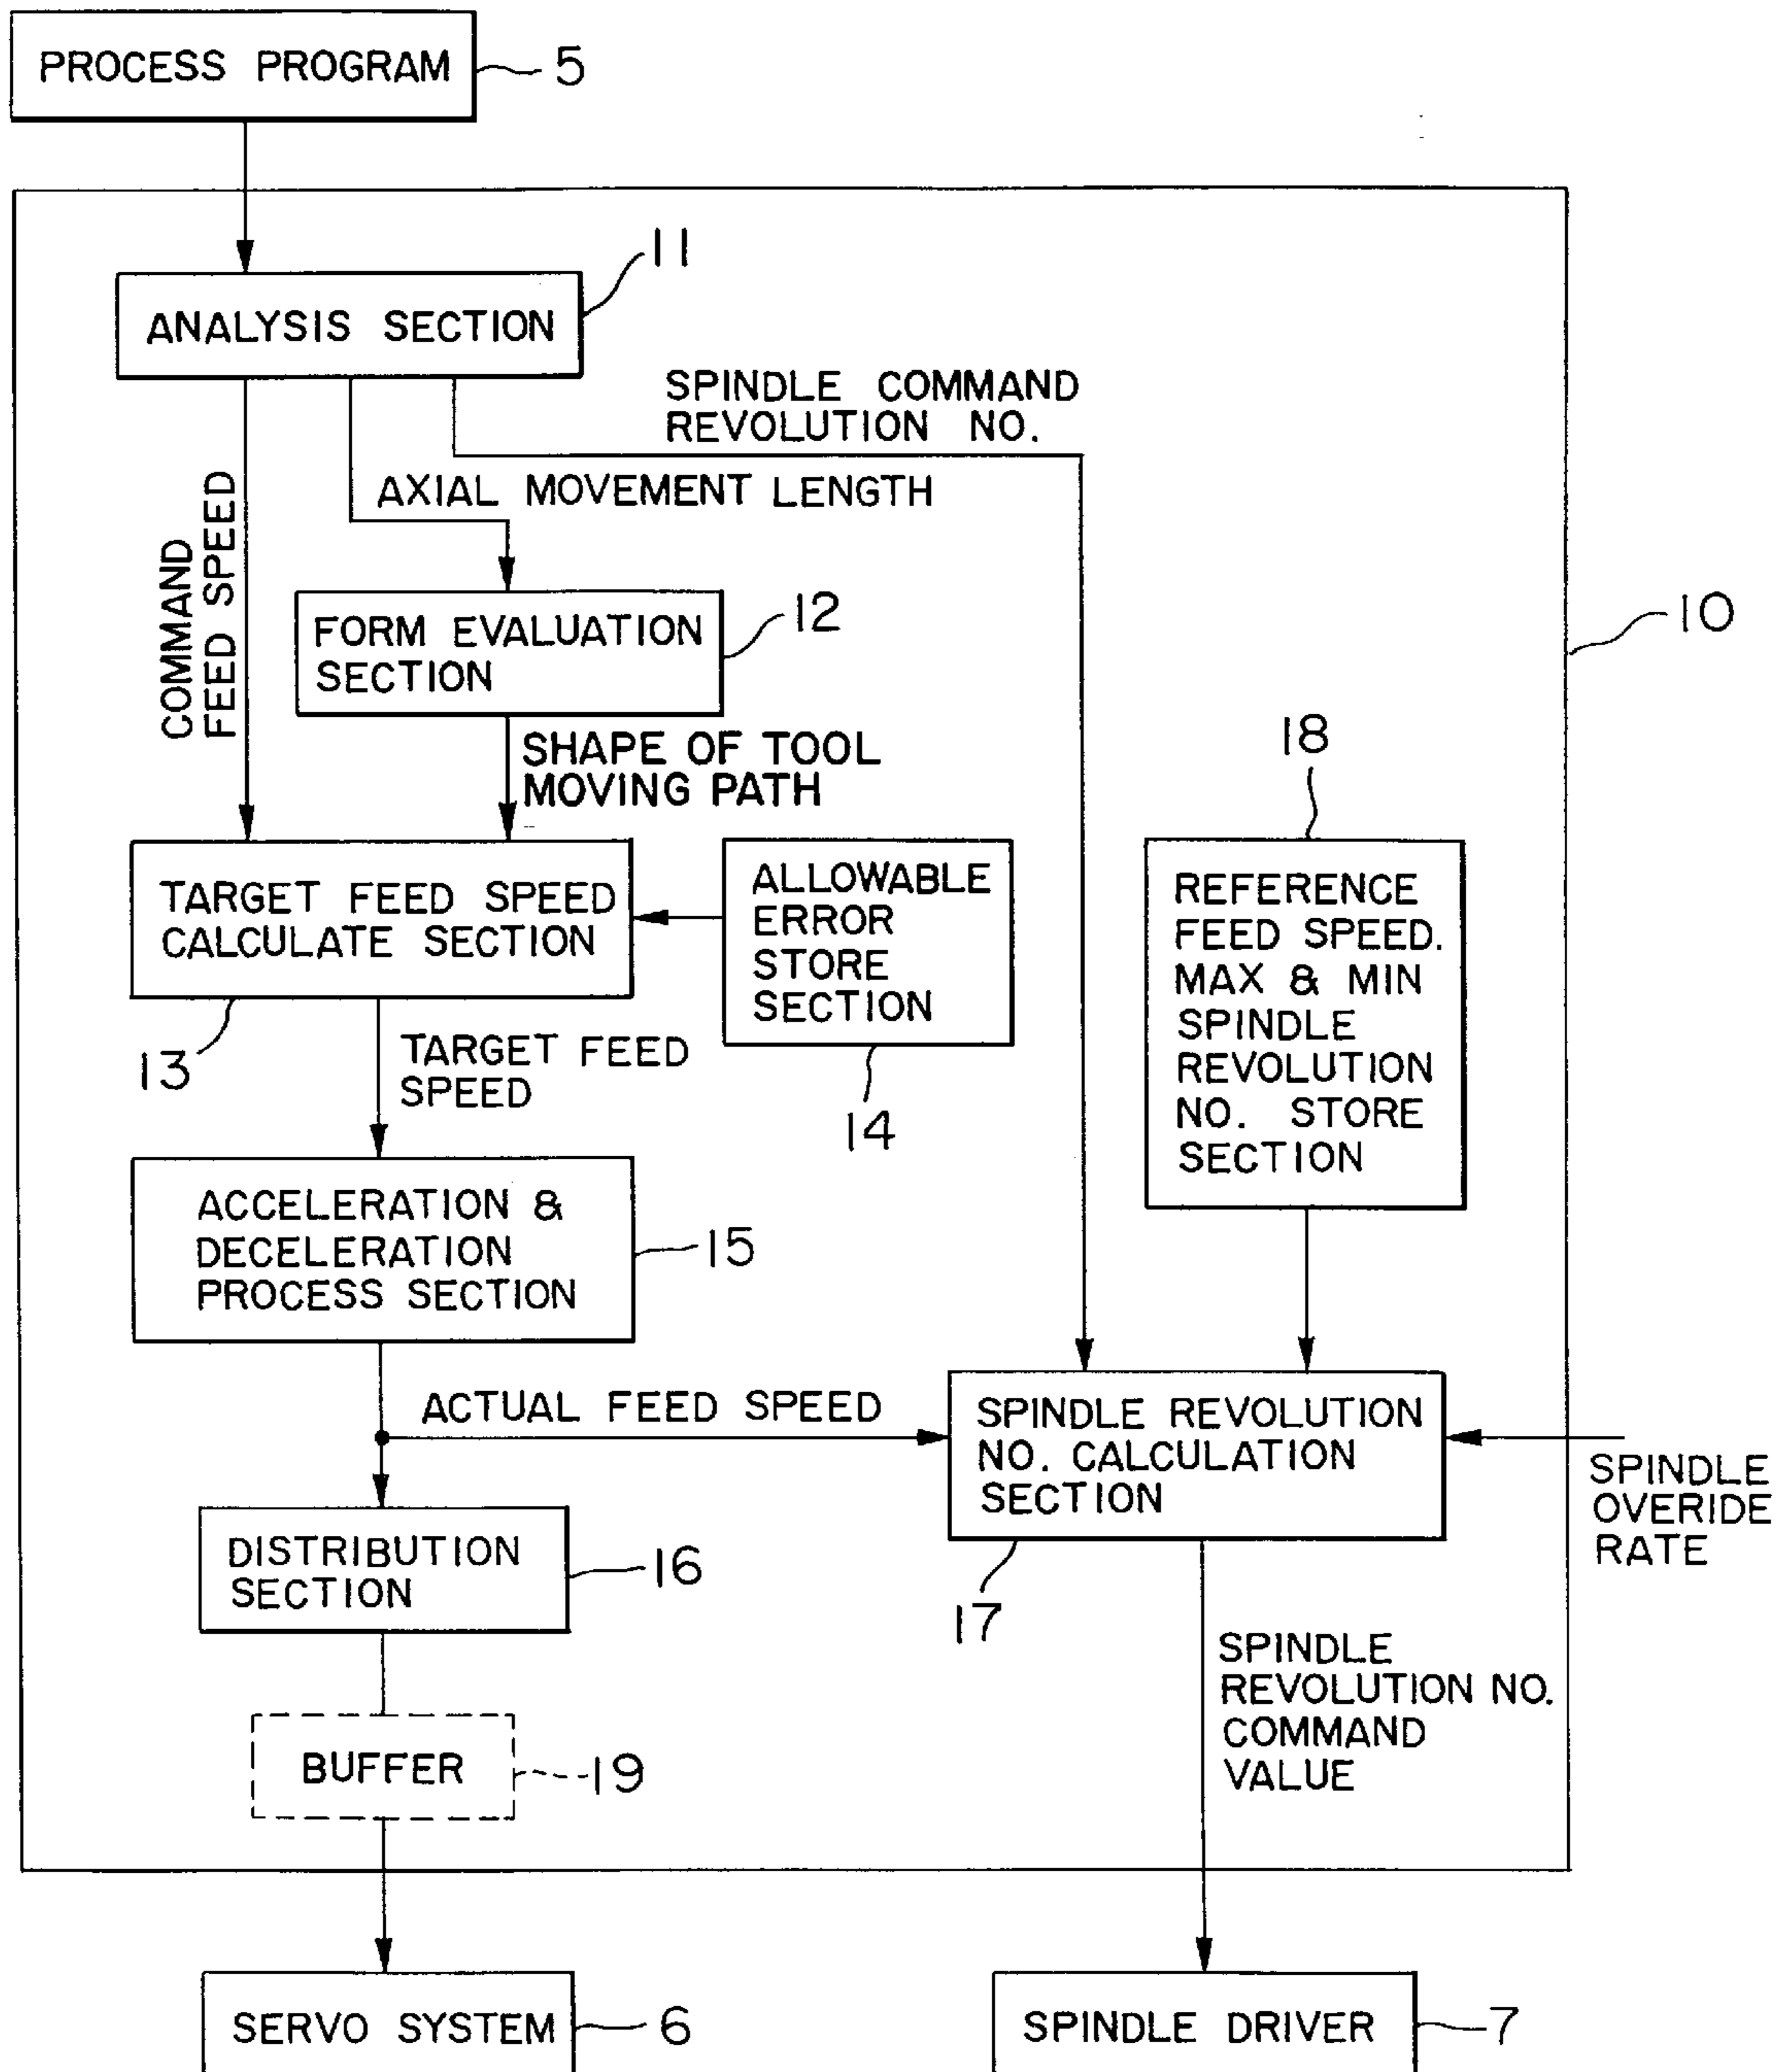 PROCESS PROGRAM
5
11
ANALYSIS SECTION
SPINDLE COMMAND
REVOLUTION NO.
AXIAL MOVEMENT LENGTH
COMMAND
FEED SPEED
12
FORM EVALUATION
SECTION
10
SHAPE OF TOOL
MOVING PATH
18
TARGET FEED SPEED
CALCULATE SECTION
13
ALLOWABLE
ERROR
STORE
SECTION
14
REFERENCE
FEED SPEED.
MAX & MIN
SPINDLE
REVOLUTION
NO. STORE
SECTION
TARGET FEED
SPEED
ACCELERATION &
DECELERATION
PROCESS SECTION
15
ACTUAL FEED SPEED
SPINDLE REVOLUTION
NO. CALCULATION
SECTION
17
SPINDLE
OVERIDE
RATE
DISTRIBUTION
SECTION
16
SPINDLE
REVOLUTION NO.
COMMAND
VALUE
BUFFER
19
SERVO SYSTEM
6
SPINDLE DRIVER
7